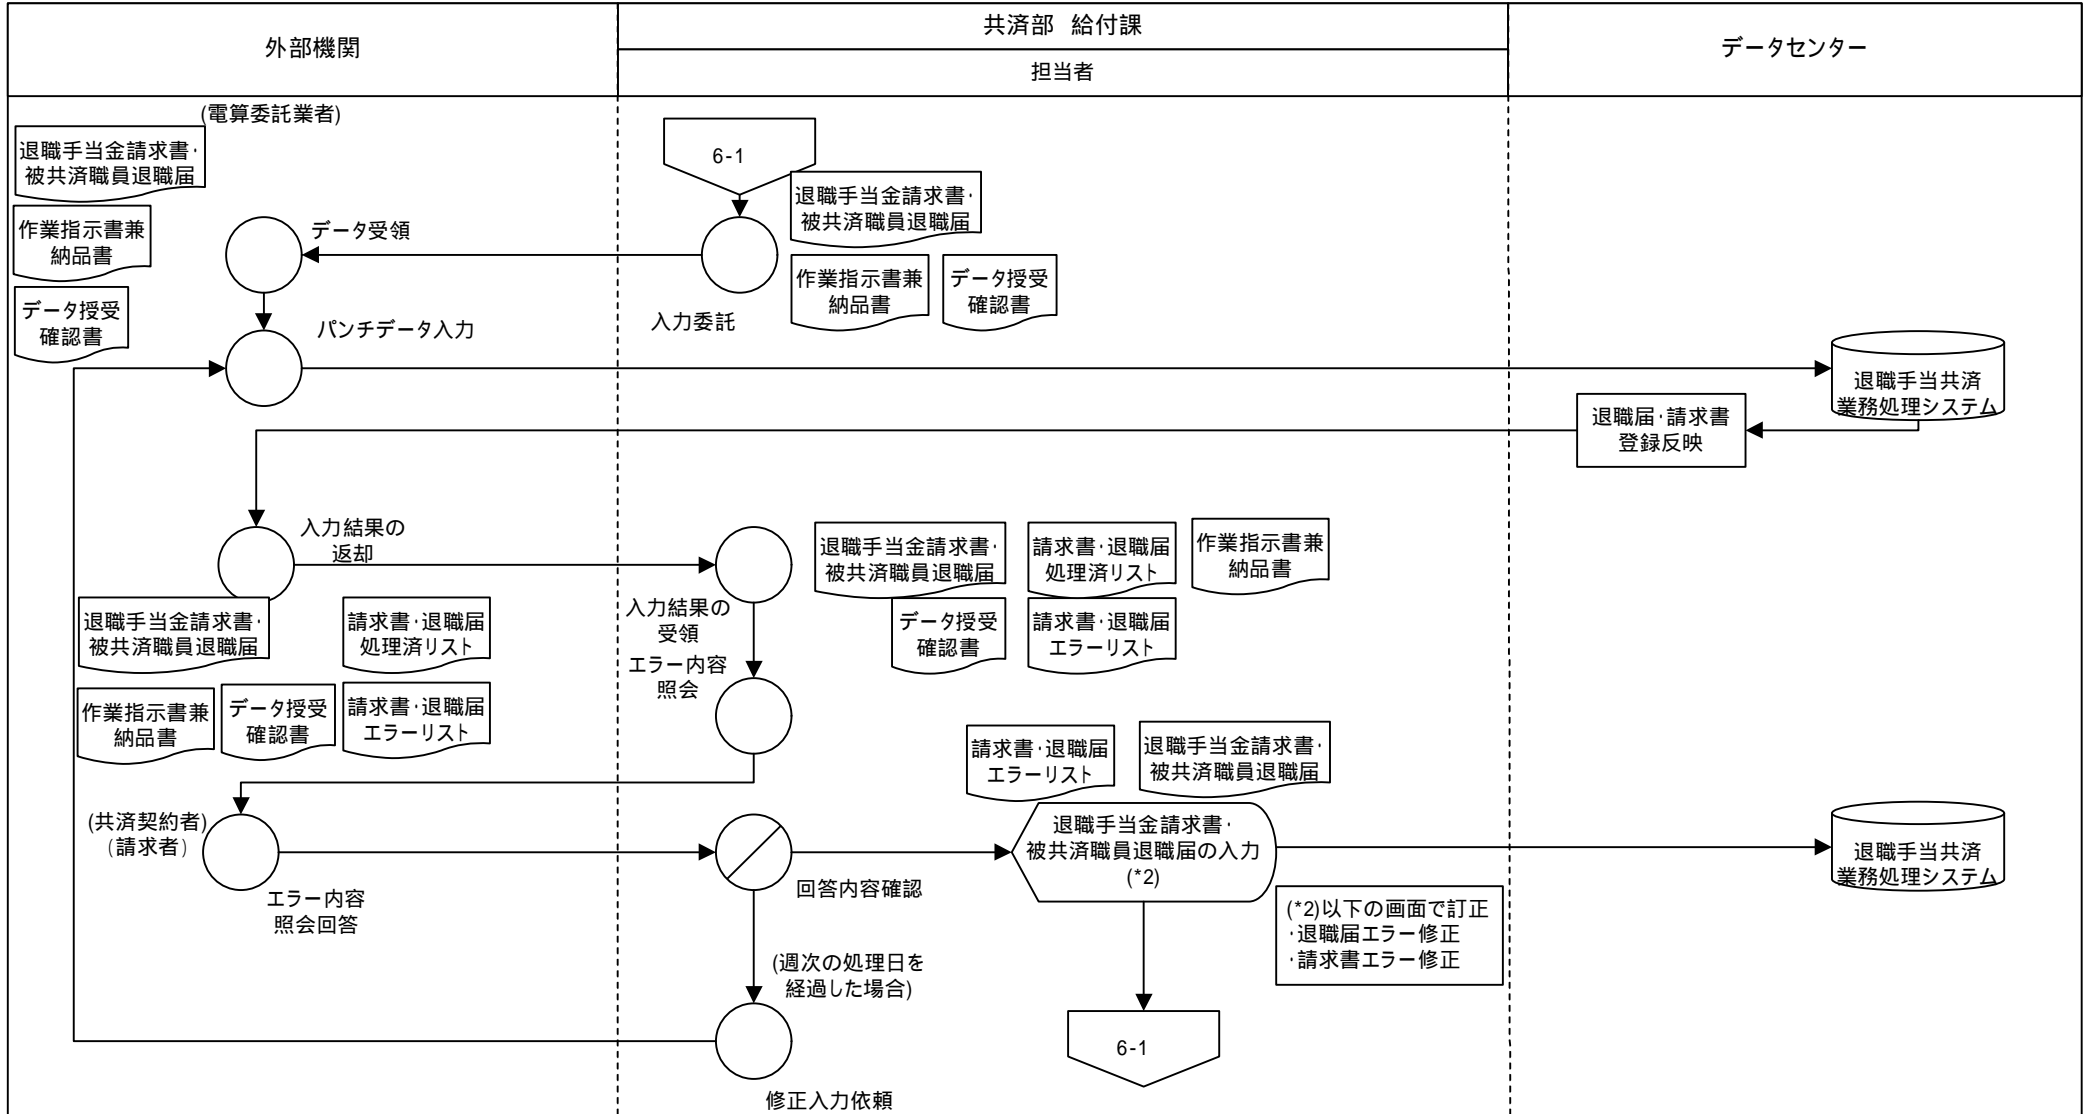 外部機関
共済部 給付課
担当者
データセンター
(電算委託業者)
退職手当金請求書・
被共済職員退職届
作業指示書兼
納品書
データ授受
確認書
データ受領
パンチデータ入力
6-1
退職手当金請求書・
被共済職員退職届
作業指示書兼
納品書
データ授受
確認書
入力委託
退職手当共済
業務処理システム
退職届・請求書
登録反映
入力結果の
返却
退職手当金請求書・
被共済職員退職届
請求書・退職届
処理済リスト
作業指示書兼
納品書
データ授受
確認書
請求書・退職届
エラーリスト
入力結果の
受領
退職手当金請求書・
被共済職員退職届
請求書・退職届
処理済リスト
作業指示書兼
納品書
データ授受
確認書
請求書・退職届
エラーリスト
エラー内容
照会
請求書・退職届
エラーリスト
退職手当金請求書・
被共済職員退職届
(共済契約者)
(請求者)
エラー内容
照会回答
回答内容確認
退職手当金請求書・
被共済職員退職届の入力
(*2)
退職手当共済
業務処理システム
(*2)以下の画面で訂正
・退職届エラー修正
・請求書エラー修正
(週次の処理日を
経過した場合)
6-1
修正入力依頼